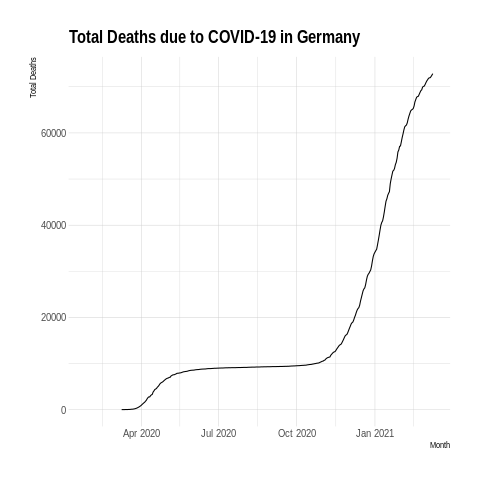 Total Deaths due to COVID-19 in Germany
Total Deaths
60000
40000
20000
0
Apr 2020 Jul 2020 Oct 2020 Jan 2021
Month